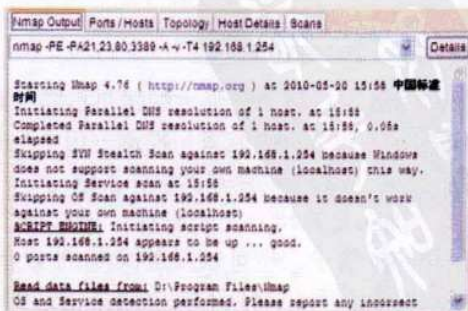 Nmap Output Ports / Hosts Topology Host Details Scans
nmap -PE -PA21,23,80,3389 -A -v -T4 192.168.1.254 Details
Starting Nmap 4.76 ( http://nmap.org ) at 2010-05-20 15:58 中国标准
时间
Initiating Parallel DNS resolution of 1 host. at 15:58
Completed Parallel DNS resolution of 1 host. at 15:58, 0.05s
elapsed
Skipping SYN Stealth Scan against 192.168.1.254 because Windows
does not support scanning your own machine (localhost) this way.
Initiating Service scan at 15:58
Skipping OS Scan against 192.168.1.254 because it doesn't work
against your own machine (localhost)
SCRIPT ENGINE: Initiating script scanning.
Host 192.168.1.254 appears to be up ... good.
0 ports scanned on 192.168.1.254
Read data files from: D:\Program Files\Nmap
OS and Service detection performed. Please report any incorrect